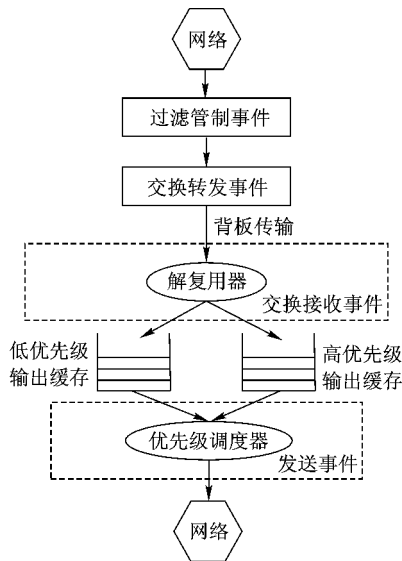 网络
过滤管制事件
交换转发事件
背板传输
解复用器
交换接收事件
低优先级
输出缓存
高优先级
输出缓存
优先级调度器
发送事件
网络